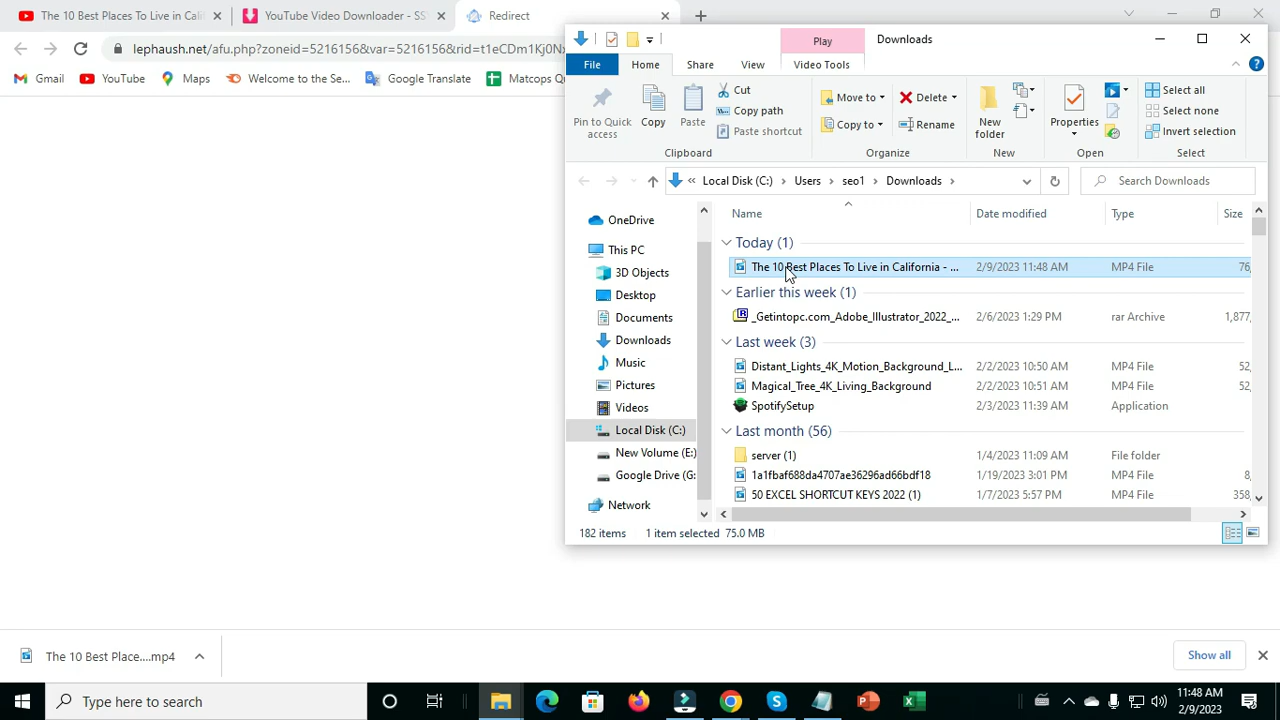 The 10 Best Places To Live in Calif
YouTube Video Downloader - SS
Redirect
lephaush.net/afu.php?zoneid=5216156&var=5216156&rid=t1eCDm1Kj0Nx
Gmail
YouTube
Maps
Welcome to the Se...
Google Translate
Matcops Qu
Play
Downloads
File
Home
Share
View
Video Tools
Pin to Quick access
Copy
Paste
Cut
Copy path
Paste shortcut
Clipboard
Move to
Copy to
Delete
Rename
Organize
New folder
New
Properties
Open
Select all
Select none
Invert selection
Select
« Local Disk (C:) › Users › seo1 › Downloads ›
Search Downloads
OneDrive
This PC
3D Objects
Desktop
Documents
Downloads
Music
Pictures
Videos
Local Disk (C:)
New Volume (E:)
Google Drive (G:
Network
Name Date modified Type Size
Today (1)
The 10 Best Places To Live in California - ... 2/9/2023 11:48 AM MP4 File 76,
Earlier this week (1)
_Getintopc.com_Adobe_Illustrator_2022_... 2/6/2023 1:29 PM rar Archive 1,877,
Last week (3)
Distant_Lights_4K_Motion_Background_L... 2/2/2023 10:50 AM MP4 File 52,
Magical_Tree_4K_Living_Background 2/2/2023 10:51 AM MP4 File 52,
SpotifySetup 2/3/2023 11:39 AM Application
Last month (56)
server (1) 1/4/2023 11:09 AM File folder
1a1fbaf688da4707ae36296ad66bdf18 1/19/2023 3:01 PM MP4 File 8,
50 EXCEL SHORTCUT KEYS 2022 (1) 1/7/2023 5:57 PM MP4 File 358,
182 items 1 item selected 75.0 MB
The 10 Best Place....mp4
Show all
Type here to search
11:48 AM
2/9/2023